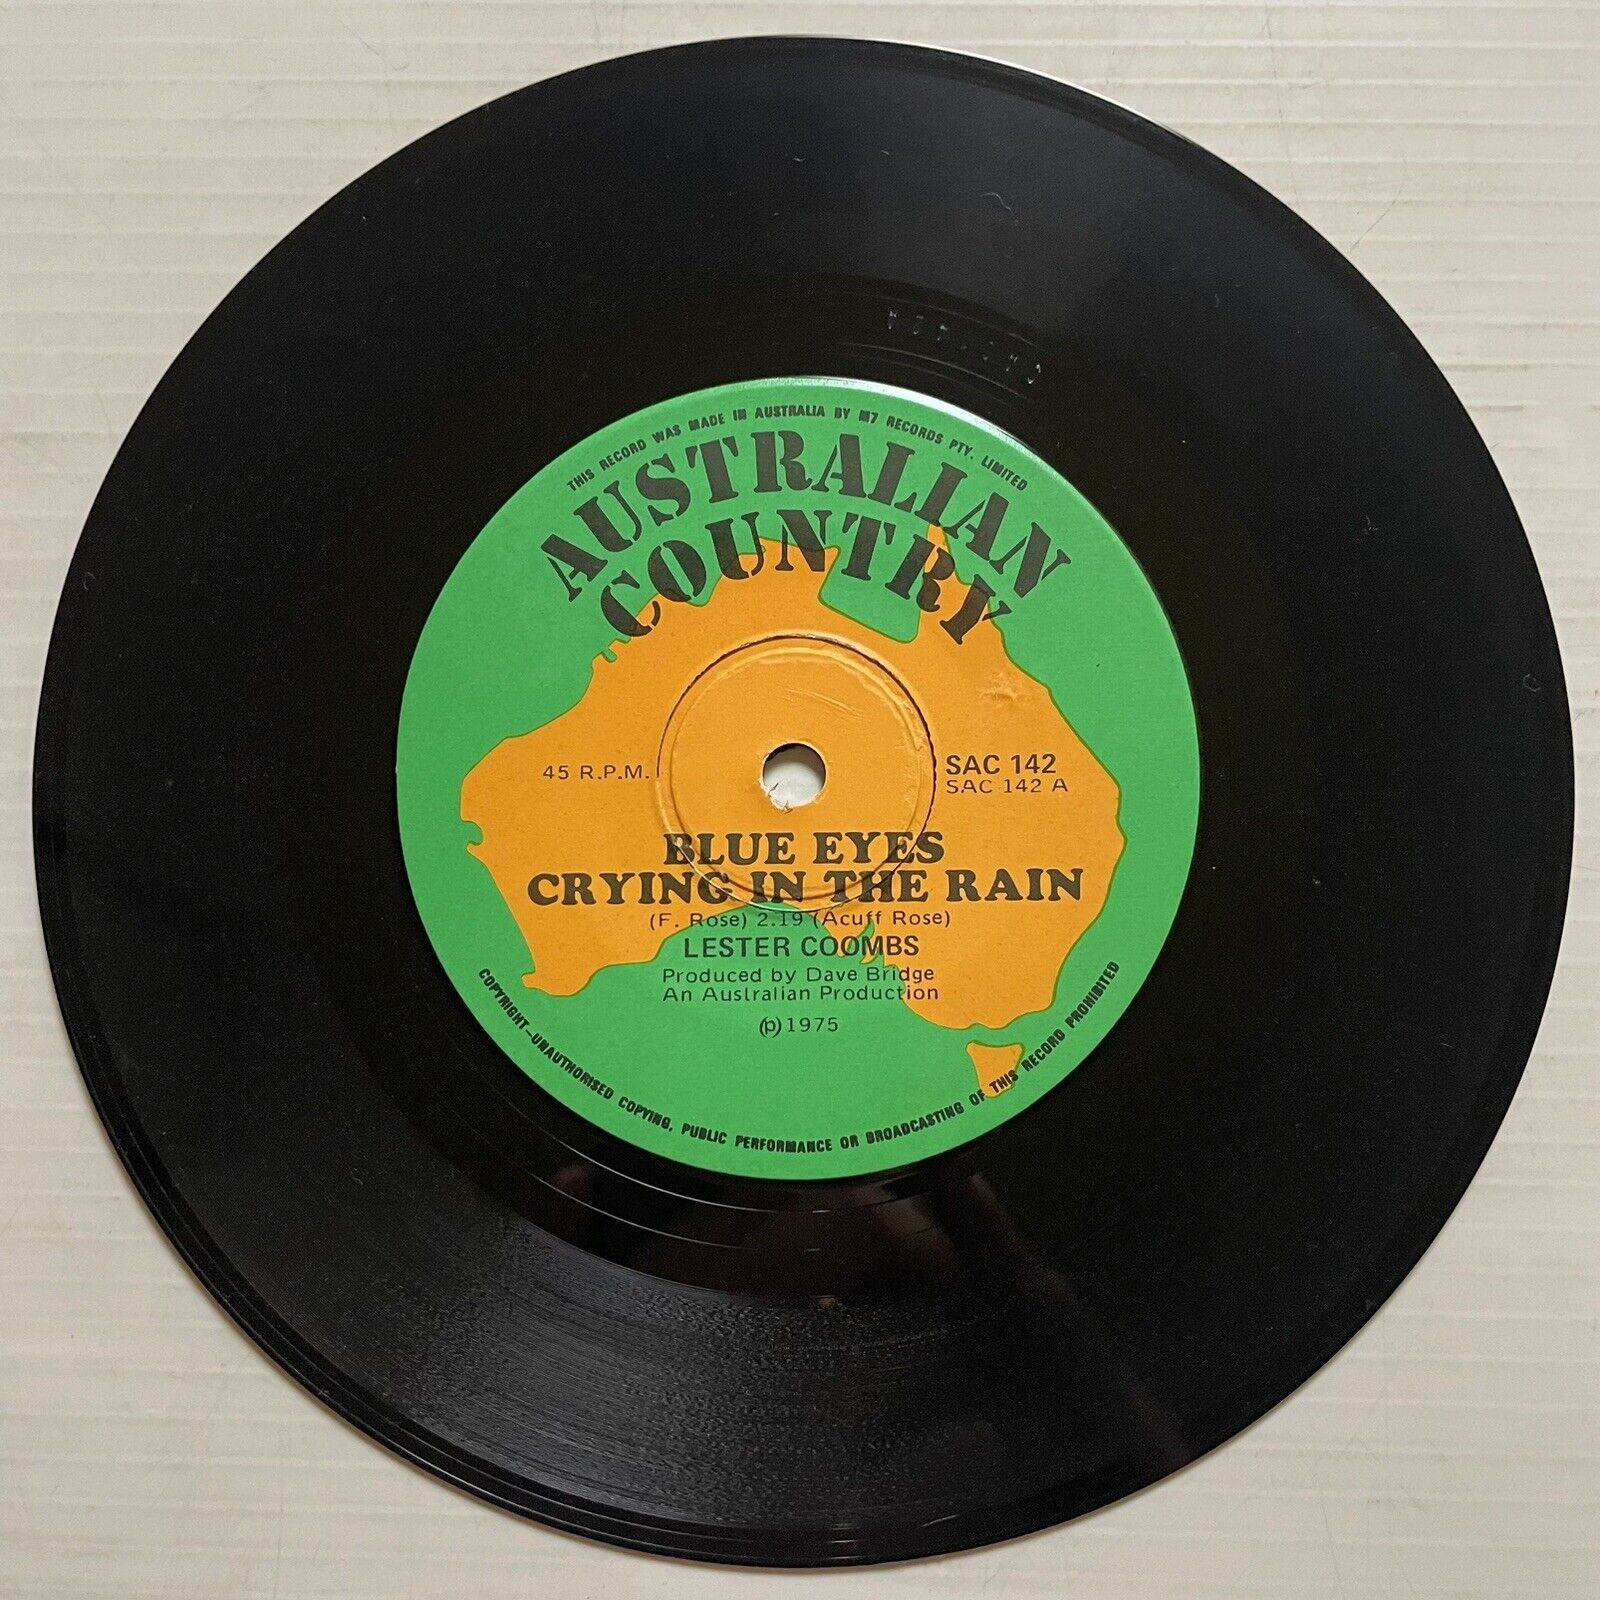 THIS RECORD WAS MADE IN AUSTRALIA BY M7 RECORDS PTY. LIMITED
AUSTRALIAN
COUNTRY
45 R.P.M.
SAC 142
SAC 142 A
BLUE EYES
CRYING IN THE RAIN
(F. Rose) 2.19 (Acuff Rose)
LESTER COOMBS
Produced by Dave Bridge
An Australian Production
(p) 1975
COPYRIGHT—UNAUTHORISED COPYING, PUBLIC PERFORMANCE OR BROADCASTING OF THIS RECORD PROHIBITED